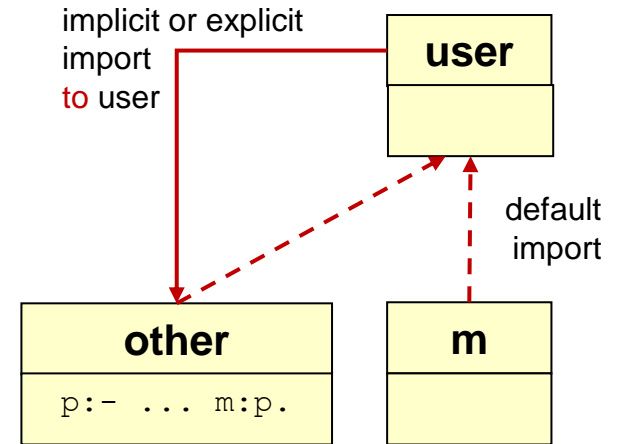 implicit or explicit
import
to user
user
default
import
other
m
p:- ... m:p.